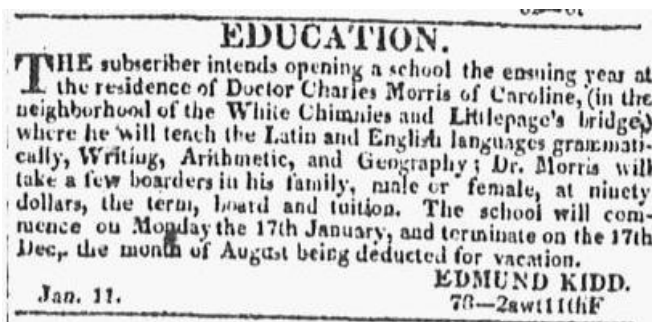 EDUCATION.
THE subscriber intends opening a school the ensuing year at
the residence of Doctor Charles Morris of Caroline, (in the
neighborhood of the White Chimnies and Littlepage's bridge,)
where he will teach the Latin and English languages grammati-
cally, Writing, Arithmetic, and Geography; Dr. Morris will
take a few boarders in his family, male or female, at ninety
dollars, the term, board and tuition. The school will com-
mence on Monday the 17th January, and terminate on the 17th
Dec,. the month of August being deducted for vacation.
EDMUND KIDD.
Jan. 11. 78—2awt11thF